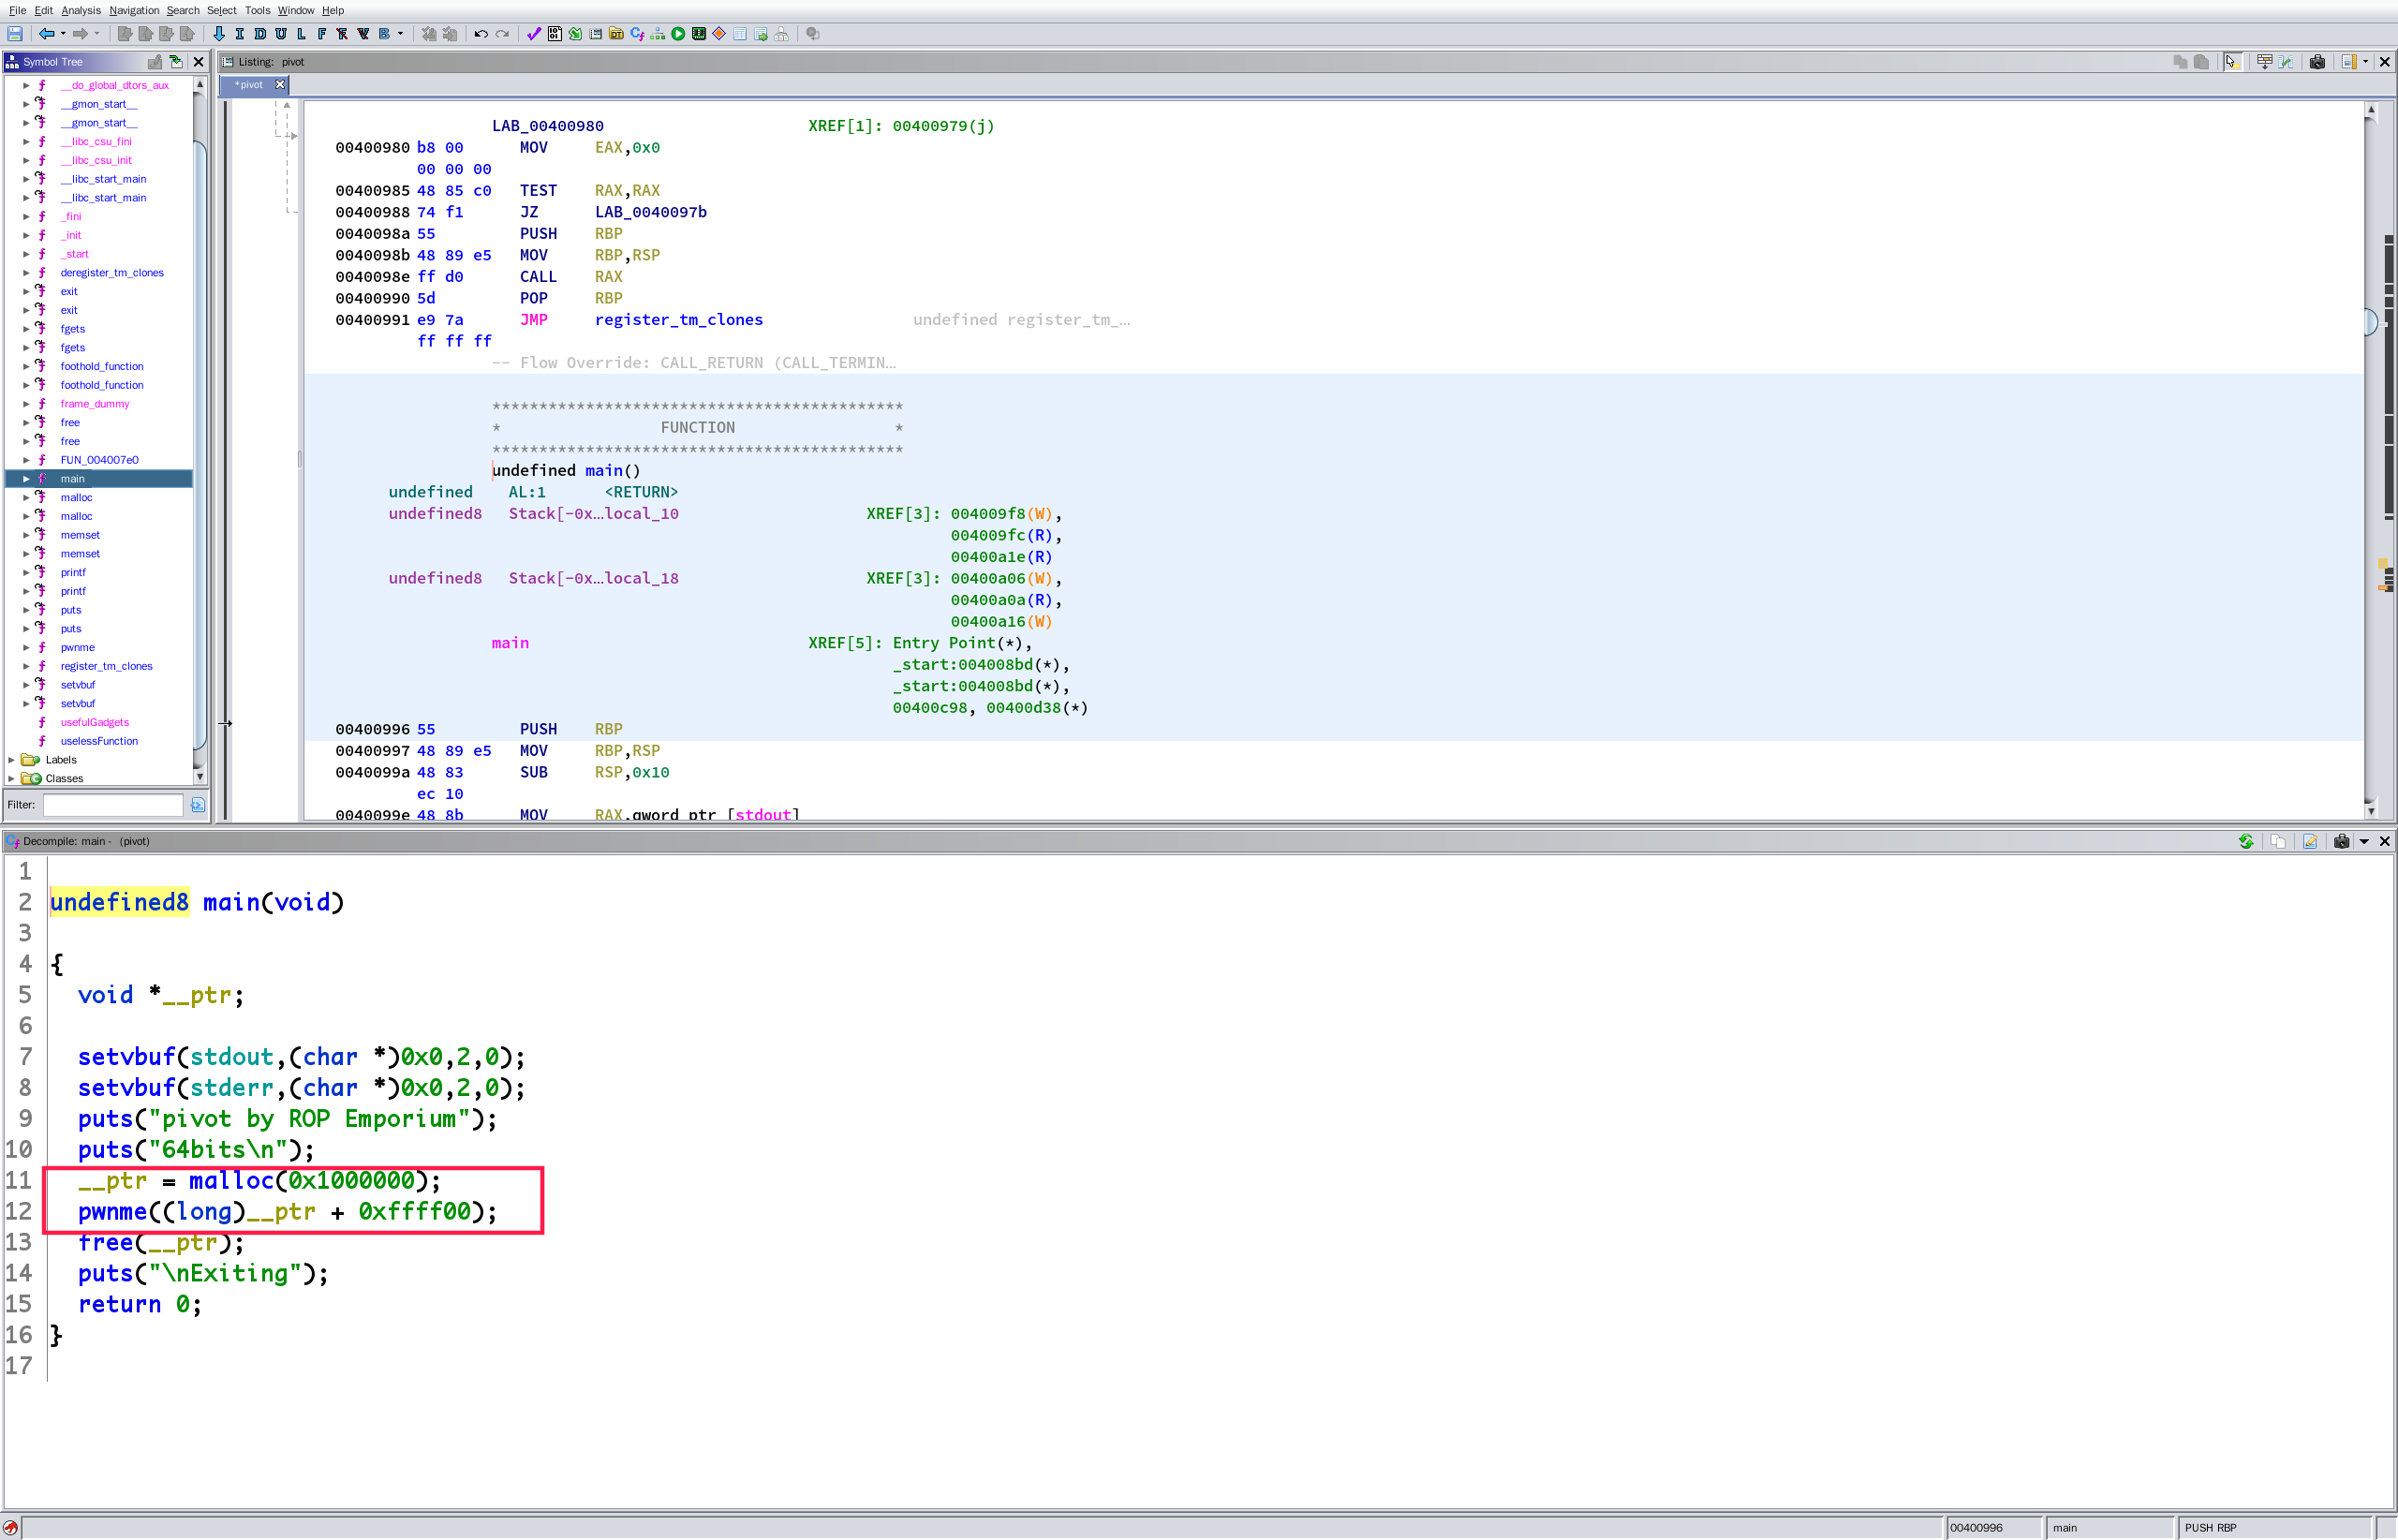 File Edit Analysis Navigation Search Select Tools Window Help
Symbol Tree
__do_global_dtors_aux
__gmon_start__
__gmon_start__
__libc_csu_fini
__libc_csu_init
__libc_start_main
__libc_start_main
_fini
_init
_start
deregister_tm_clones
exit
exit
fgets
fgets
foothold_function
foothold_function
frame_dummy
free
free
FUN_004007e0
main
malloc
malloc
memset
memset
printf
printf
puts
puts
pwnme
register_tm_clones
setvbuf
setvbuf
usefulGadgets
uselessFunction
Labels
Classes
Filter:
Listing: pivot
*pivot
LAB_00400980 XREF[1]: 00400979(j)
00400980 b8 00 MOV EAX,0x0
00 00 00
00400985 48 85 c0 TEST RAX,RAX
00400988 74 f1 JZ LAB_0040097b
0040098a 55 PUSH RBP
0040098b 48 89 e5 MOV RBP,RSP
0040098e ff d0 CALL RAX
00400990 5d POP RBP
00400991 e9 7a JMP register_tm_clones undefined register_tm_...
ff ff ff
-- Flow Override: CALL_RETURN (CALL_TERMIN...
********************************************
* FUNCTION *
********************************************
undefined main()
undefined AL:1 <RETURN>
undefined8 Stack[-0x...local_10 XREF[3]: 004009f8(W),
004009fc(R),
00400a1e(R)
undefined8 Stack[-0x...local_18 XREF[3]: 00400a06(W),
00400a0a(R),
00400a16(W)
main XREF[5]: Entry Point(*),
_start:004008bd(*),
_start:004008bd(*),
00400c98, 00400d38(*)
00400996 55 PUSH RBP
00400997 48 89 e5 MOV RBP,RSP
0040099a 48 83 SUB RSP,0x10
ec 10
0040099e 48 8b MOV RAX,qword ptr [stdout]
Decompile: main - (pivot)
1
2 undefined8 main(void)
3
4 {
5 void *__ptr;
6
7 setvbuf(stdout,(char *)0x0,2,0);
8 setvbuf(stderr,(char *)0x0,2,0);
9 puts("pivot by ROP Emporium");
10 puts("64bits\n");
11 __ptr = malloc(0x1000000);
12 pwnme((long)__ptr + 0xffff00);
13 free(__ptr);
14 puts("\nExiting");
15 return 0;
16 }
17
00400996 main PUSH RBP